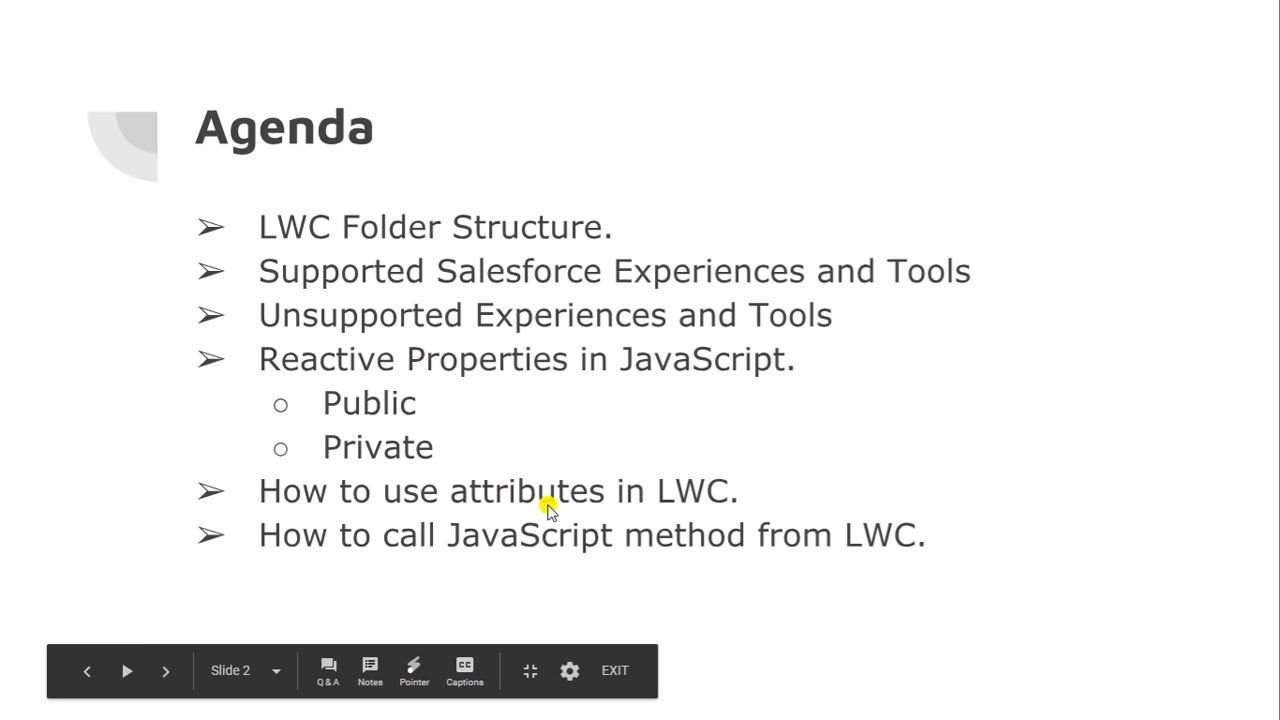 Agenda
➢ LWC Folder Structure.
➢ Supported Salesforce Experiences and Tools
➢ Unsupported Experiences and Tools
➢ Reactive Properties in JavaScript.
○ Public
○ Private
➢ How to use attributes in LWC.
➢ How to call JavaScript method from LWC.
Slide 2 Q & A Notes Pointer CC Captions EXIT